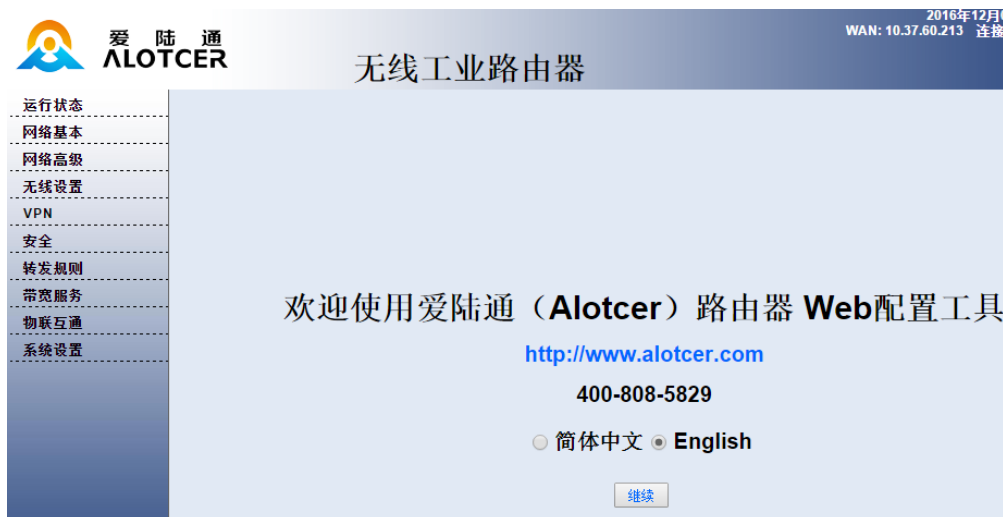 2016年12月
WAN: 10.37.60.213 连接
爱 陆 通
ALOTCER
无线工业路由器
运行状态
网络基本
网络高级
无线设置
VPN
安全
转发规则
带宽服务
物联互通
系统设置
欢迎使用爱陆通（Alotcer）路由器 Web配置工具
http://www.alotcer.com
400-808-5829
简体中文 English
继续